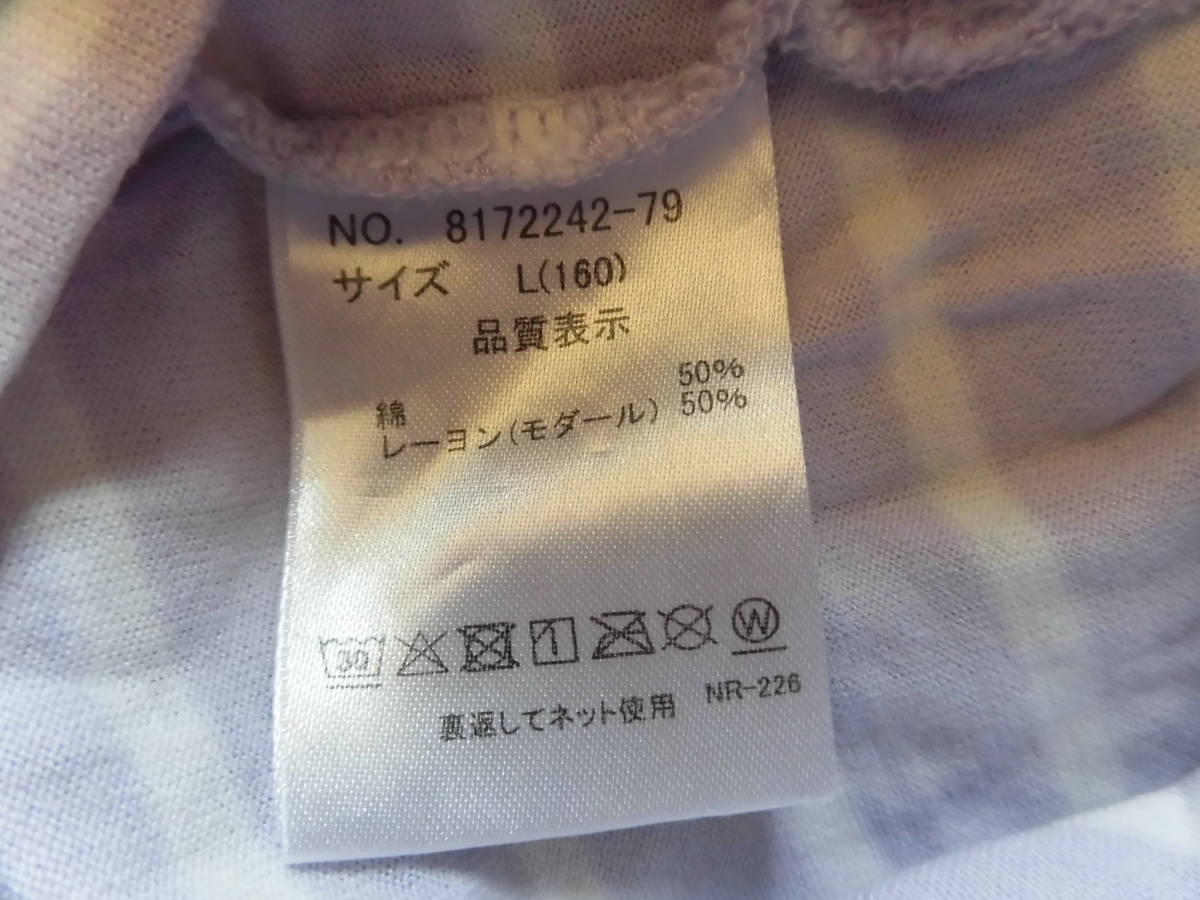 NO. 8172242-79
サイズ L(160)
品質表示
綿 50%
レーヨン(モダール) 50%
30 1 W
裏返してネット使用 NR-226